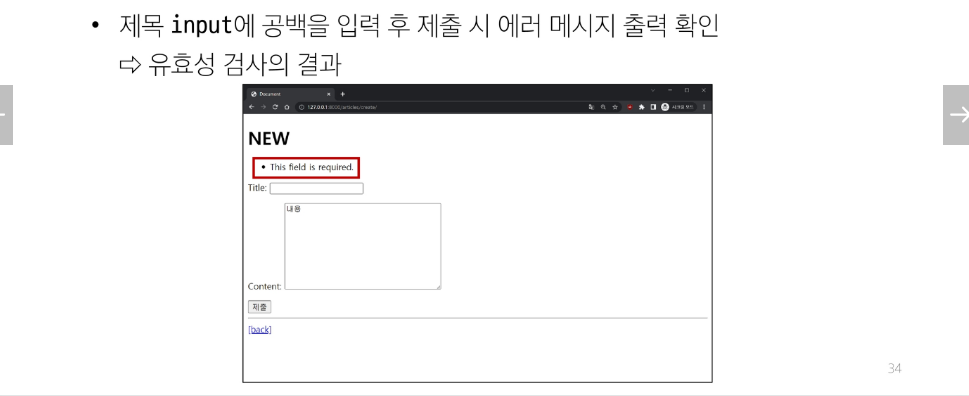 • 제목 input에 공백을 입력 후 제출 시 에러 메시지 출력 확인
⇨ 유효성 검사의 결과
Document
127.0.0.1:8000/articles/create/
NEW
• This field is required.
Title:
내용
Content:
제출
[back]
34